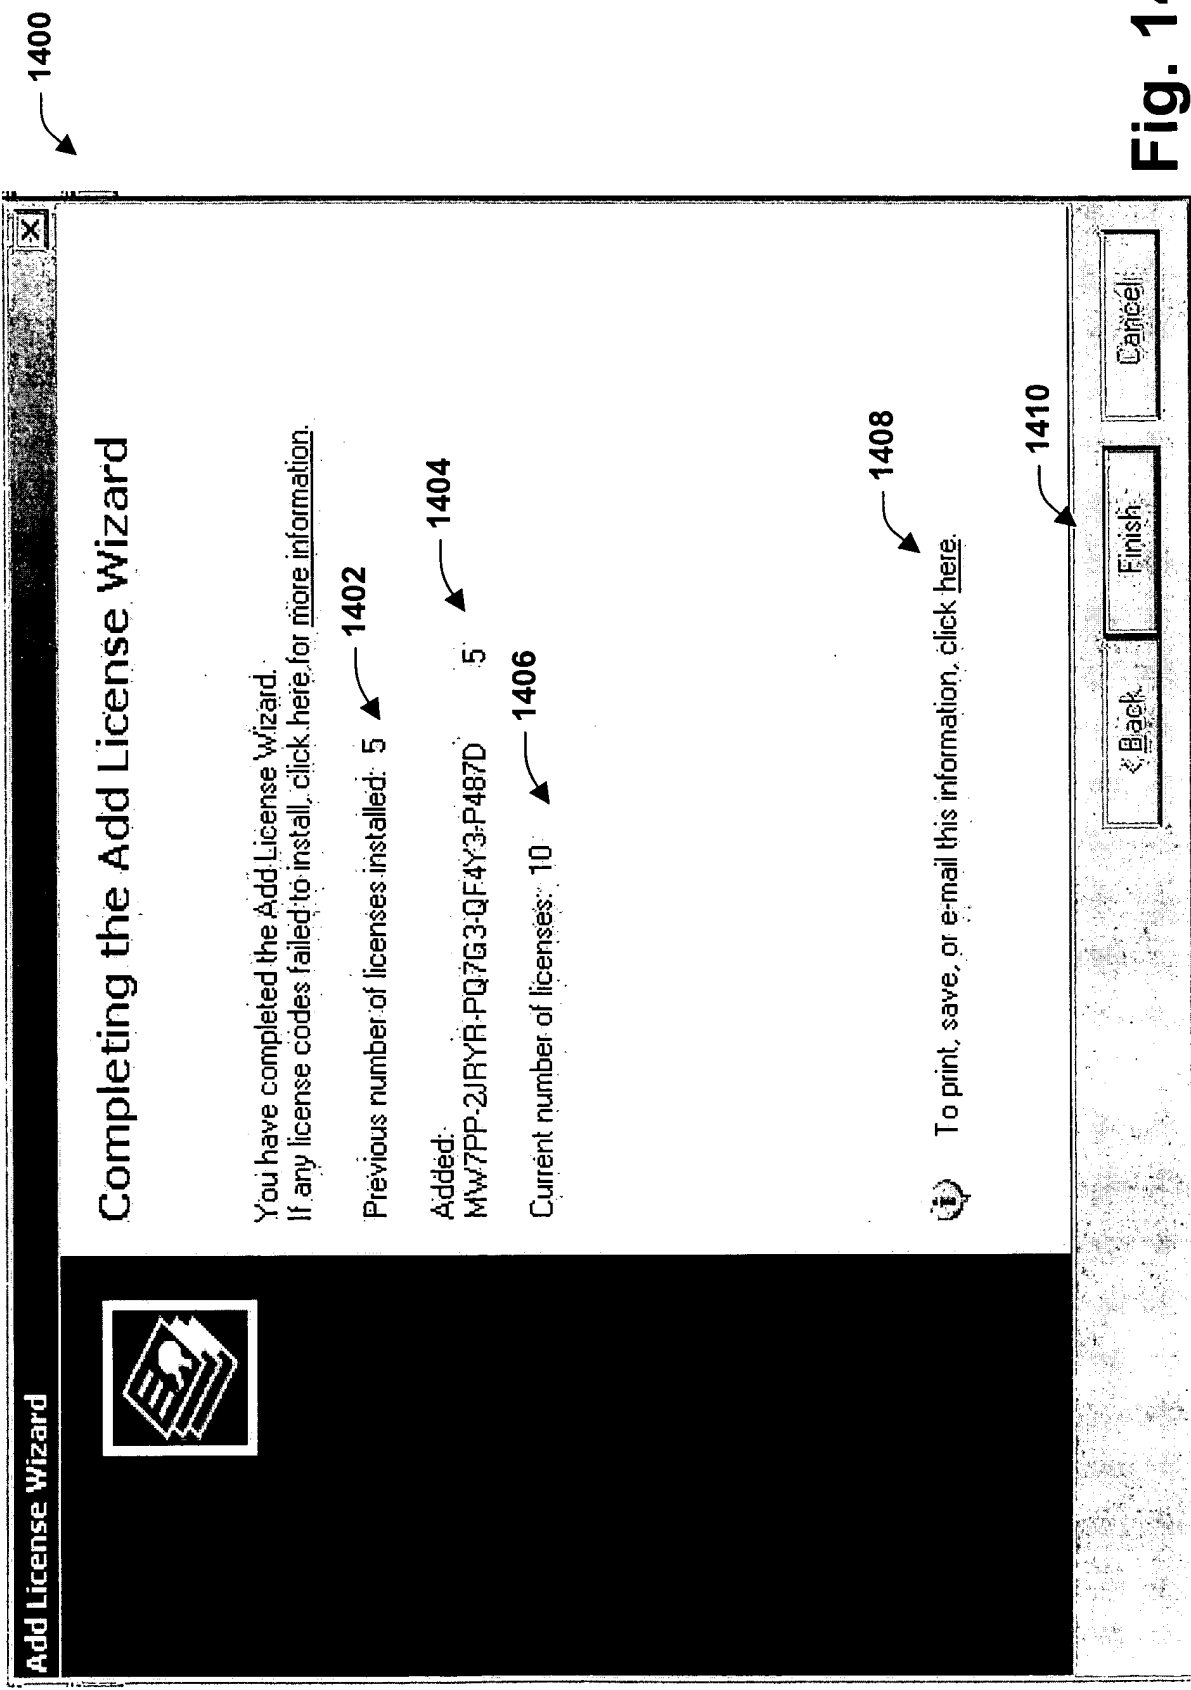 1400
Add License Wizard
Completing the Add License Wizard
You have completed the Add License Wizard.
If any license codes failed to install, click here for more information.
1402
Previous number of licenses installed: 5
1404
Added:
MW7PP-2JRYR-PQ7G3-QF4Y3-P487D 5
1406
Current number of licenses: 10
1408
To print, save, or e-mail this information, click here.
1410
< Back
Finish
Cancel
Fig.